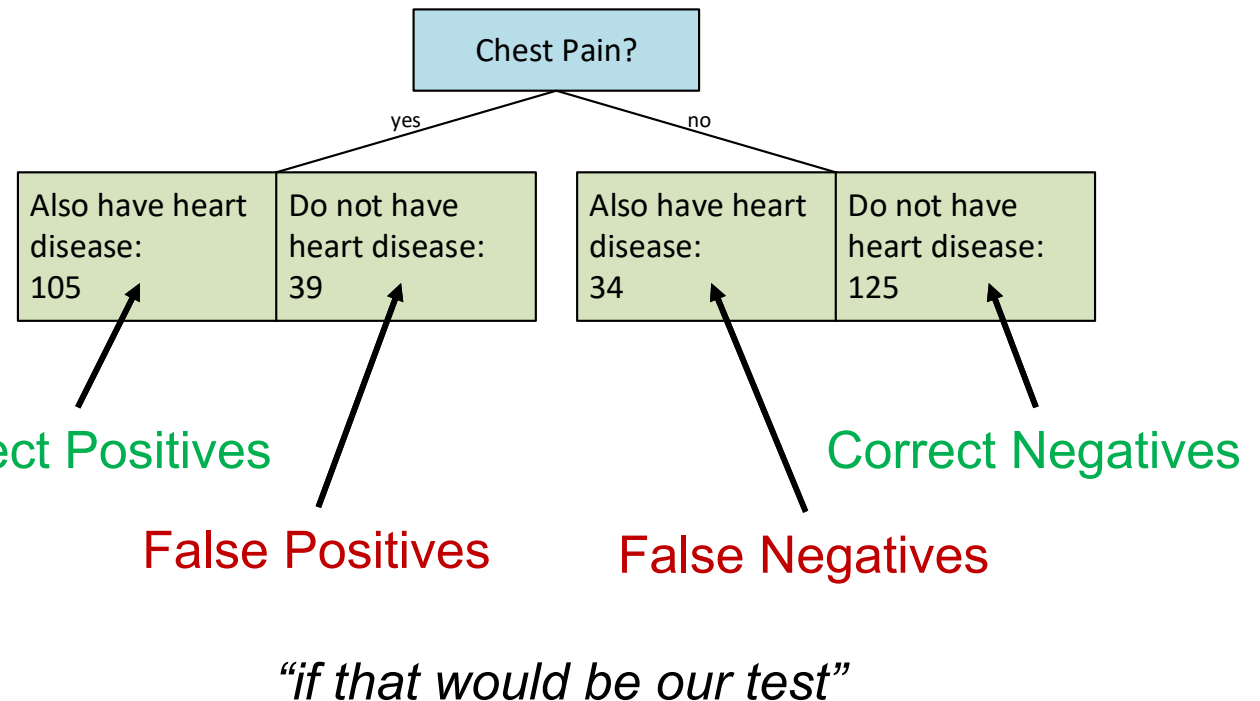 Chest Pain?
yes
no
Also have heart
disease:
105
Do not have
heart disease:
39
Also have heart
disease:
34
Do not have
heart disease:
125
ect Positives
Correct Negatives
False Positives
False Negatives
“if that would be our test”